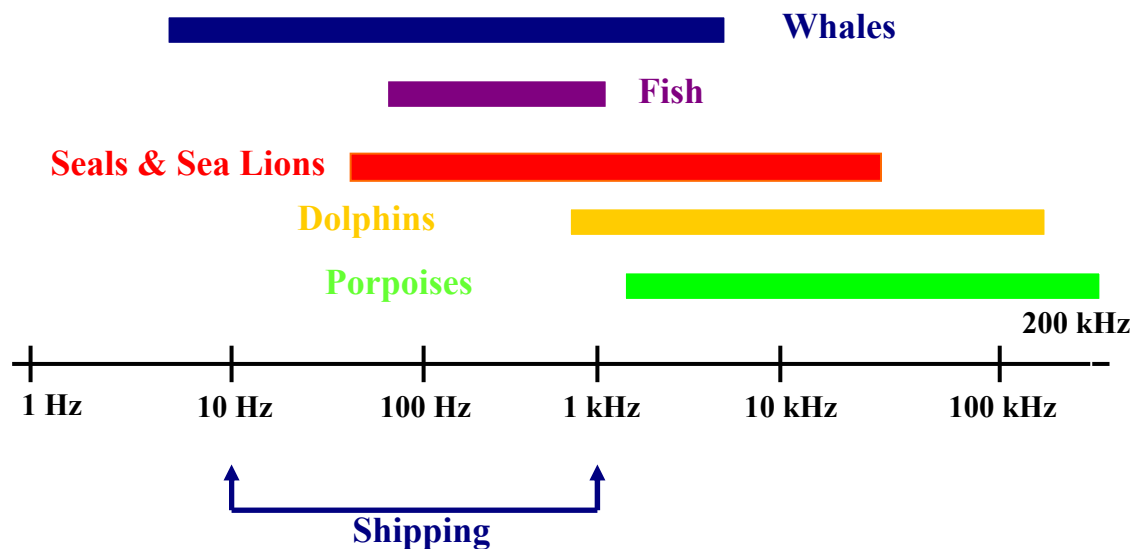 Whales
Fish
Seals & Sea Lions
Dolphins
Porpoises
200 kHz
1 Hz
10 Hz
100 Hz
1 kHz
10 kHz
100 kHz
Shipping